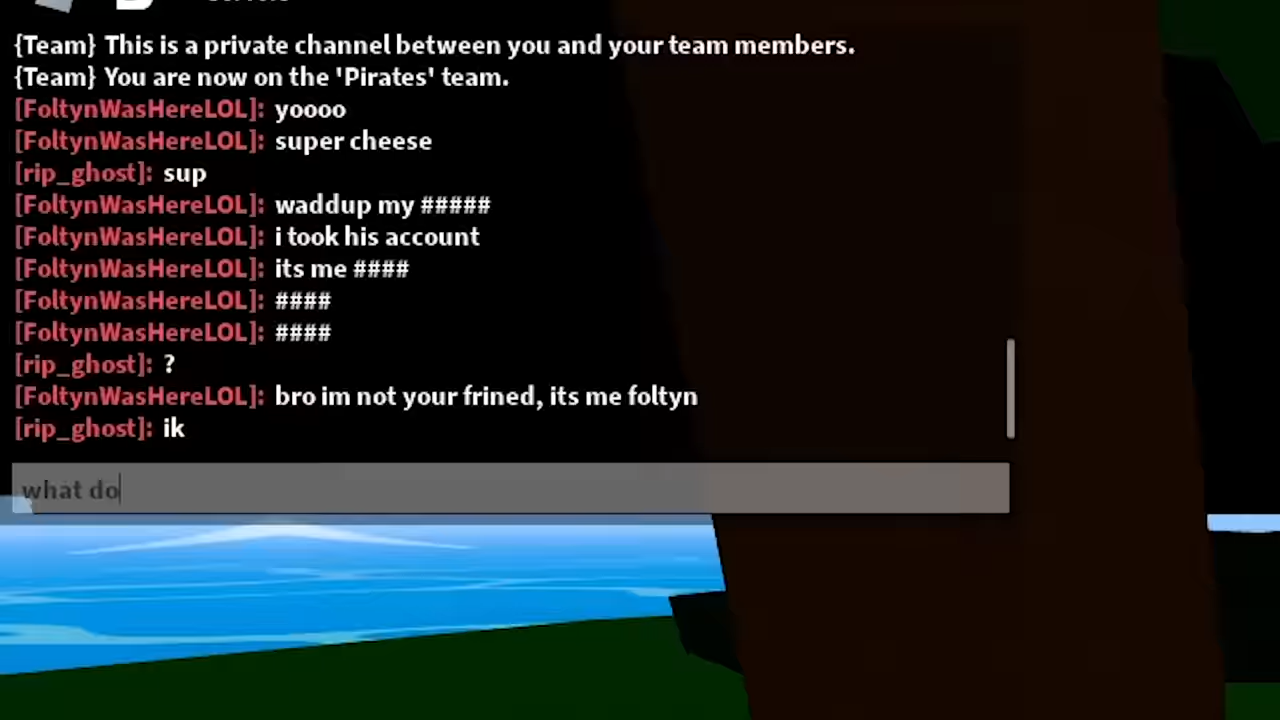 {Team} This is a private channel between you and your team members.
{Team} You are now on the 'Pirates' team.
[FoltynWasHereLOL]: yoooo
[FoltynWasHereLOL]: super cheese
[rip_ghost]: sup
[FoltynWasHereLOL]: waddup my #####
[FoltynWasHereLOL]: i took his account
[FoltynWasHereLOL]: its me ####
[FoltynWasHereLOL]: ####
[FoltynWasHereLOL]: ####
[rip_ghost]: ?
[FoltynWasHereLOL]: bro im not your frined, its me foltyn
[rip_ghost]: ik
what do